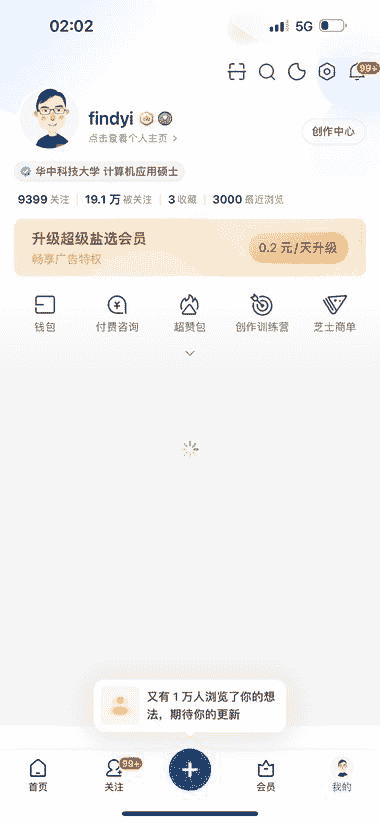 02:02 5G
99+
findyi
点击查看个人主页 >
创作中心
华中科技大学 计算机应用硕士
9399 关注 19.1 万 被关注 3 收藏 3000 最近浏览
升级超级盐选会员
畅享广告特权
0.2 元/天升级
钱包 付费咨询 超赞包 创作训练营 芝士商单
又有 1 万人浏览了你的想
法，期待你的更新
99+
首页 关注 会员 我的